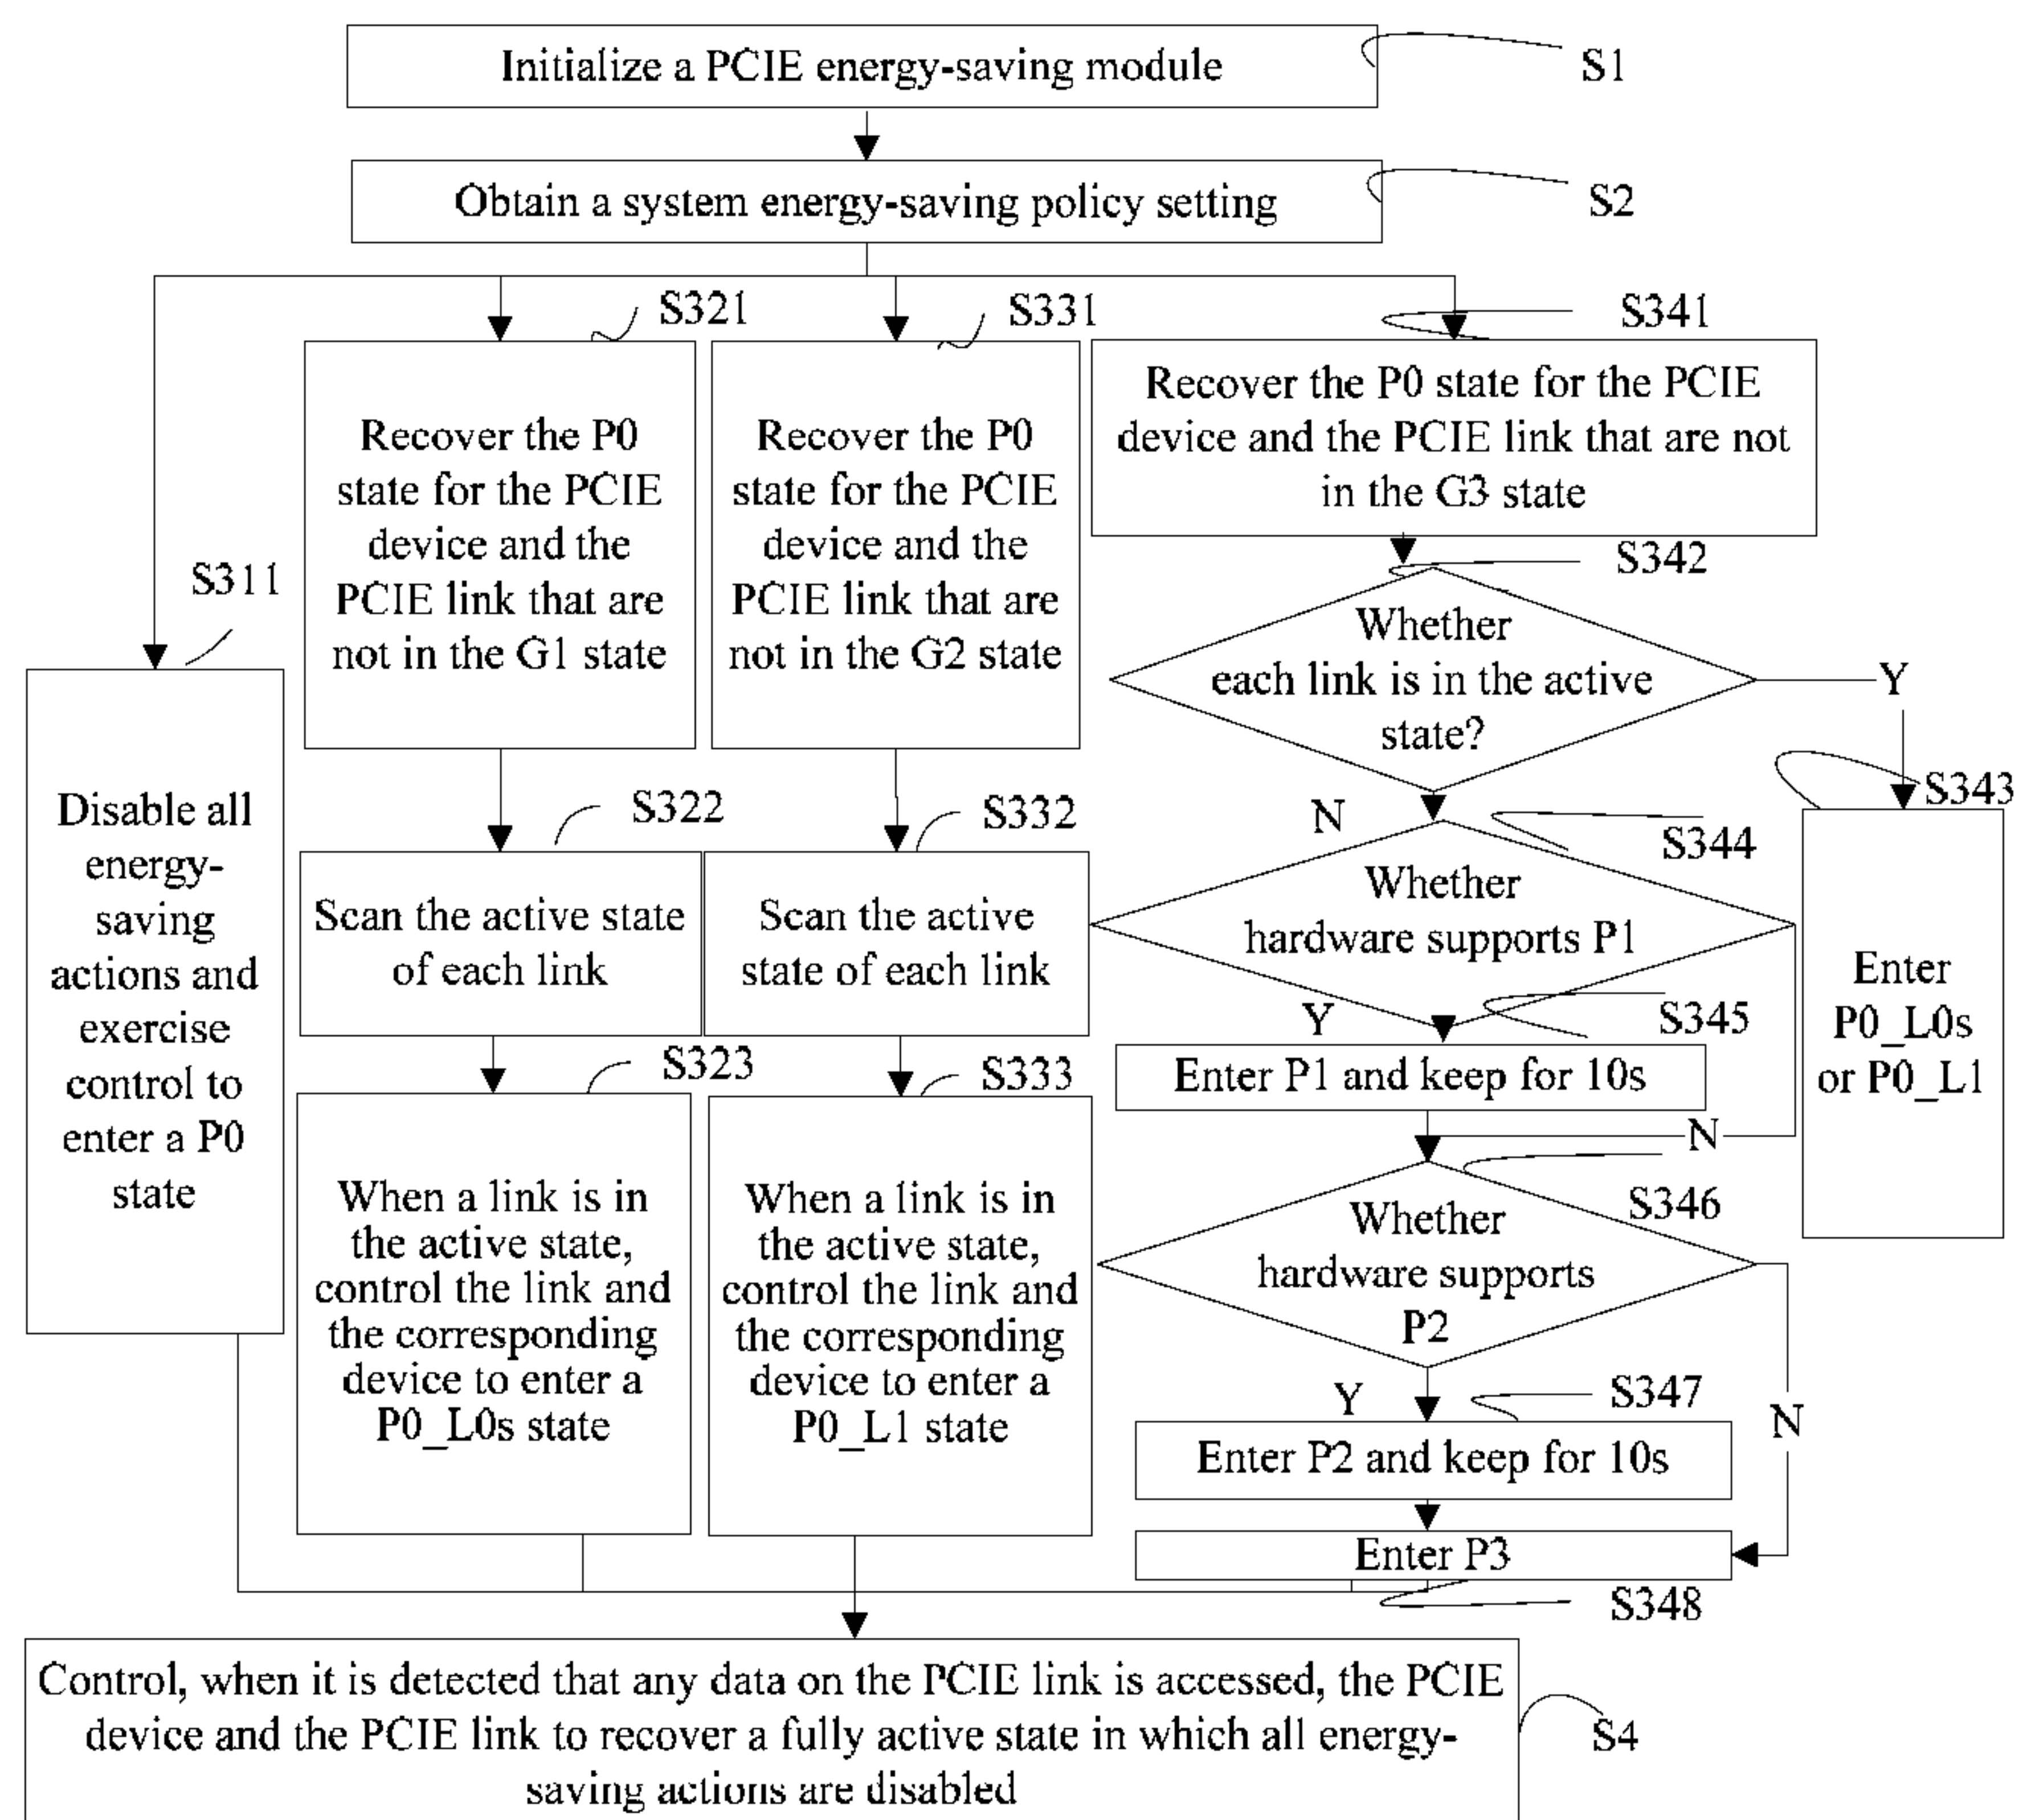 Initialize a PCIE energy-saving module
S1
Obtain a system energy-saving policy setting
S2
S311
Disable all
energy-
saving
actions and
exercise
control to
enter a P0
state
S321
Recover the P0
state for the PCIE
device and the
PCIE link that are
not in the G1 state
S322
Scan the active state
of each link
S323
When a link is in
the active state,
control the link and
the corresponding
device to enter a
P0_L0s state
S331
Recover the P0
state for the PCIE
device and the
PCIE link that are
not in the G2 state
S332
Scan the active
state of each link
S333
When a link is in
the active state,
control the link and
the corresponding
device to enter a
P0_L1 state
S341
Recover the P0 state for the PCIE
device and the PCIE link that are not
in the G3 state
S342
Whether
each link is in the active
state?
Y
S343
Enter
P0_L0s
or P0_L1
N
S344
Whether
hardware supports P1
Y
S345
Enter P1 and keep for 10s
N
S346
Whether
hardware supports
P2
Y
S347
N
Enter P2 and keep for 10s
Enter P3
S348
Control, when it is detected that any data on the PCIE link is accessed, the PCIE
device and the PCIE link to recover a fully active state in which all energy-
saving actions are disabled
S4